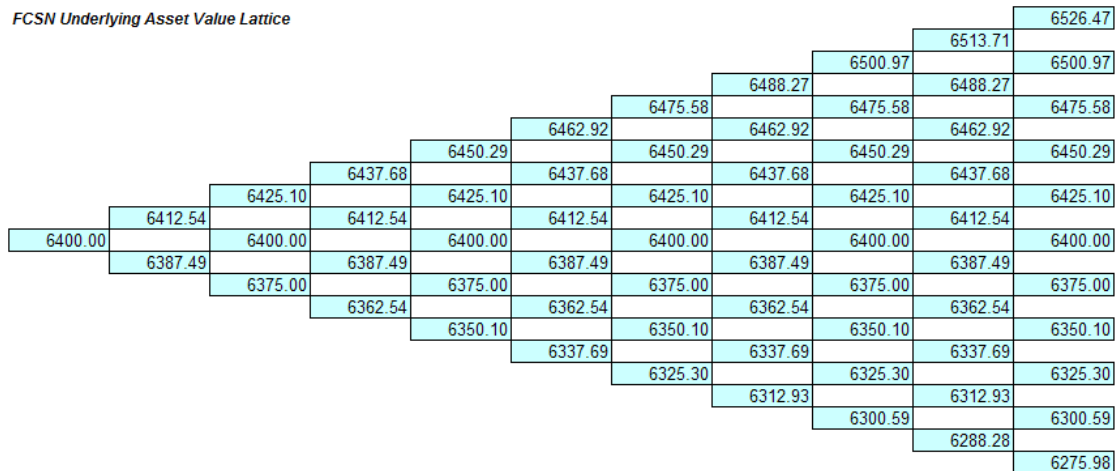 FCSN Underlying Asset Value Lattice 6526.47
6513.71
6500.97 6500.97
6488.27 6488.27
6475.58 6475.58 6475.58
6462.92 6462.92 6462.92
6450.29 6450.29 6450.29 6450.29
6437.68 6437.68 6437.68 6437.68
6425.10 6425.10 6425.10 6425.10 6425.10
6412.54 6412.54 6412.54 6412.54 6412.54
6400.00 6400.00 6400.00 6400.00 6400.00 6400.00
6387.49 6387.49 6387.49 6387.49 6387.49
6375.00 6375.00 6375.00 6375.00 6375.00
6362.54 6362.54 6362.54 6362.54
6350.10 6350.10 6350.10 6350.10
6337.69 6337.69 6337.69
6325.30 6325.30 6325.30
6312.93 6312.93
6300.59 6300.59
6288.28
6275.98